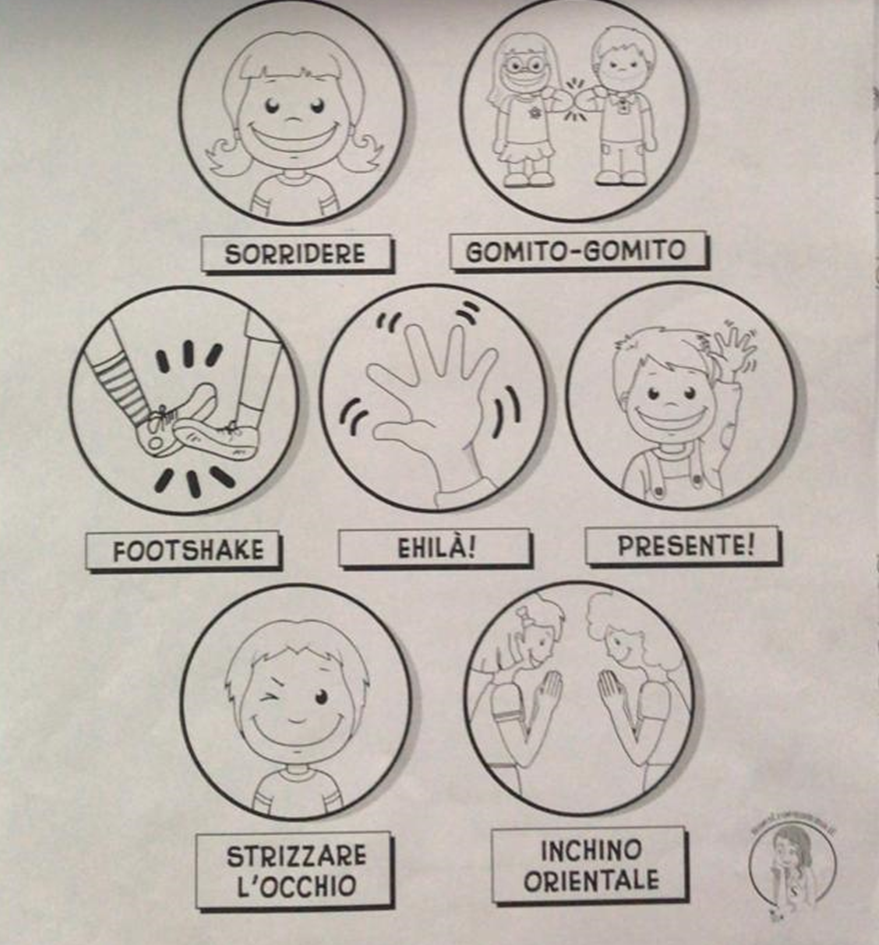 SORRIDERE
GOMITO-GOMITO
FOOTSHAKE
EHILÀ!
PRESENTE!
STRIZZARE
L'OCCHIO
INCHINO
ORIENTALE